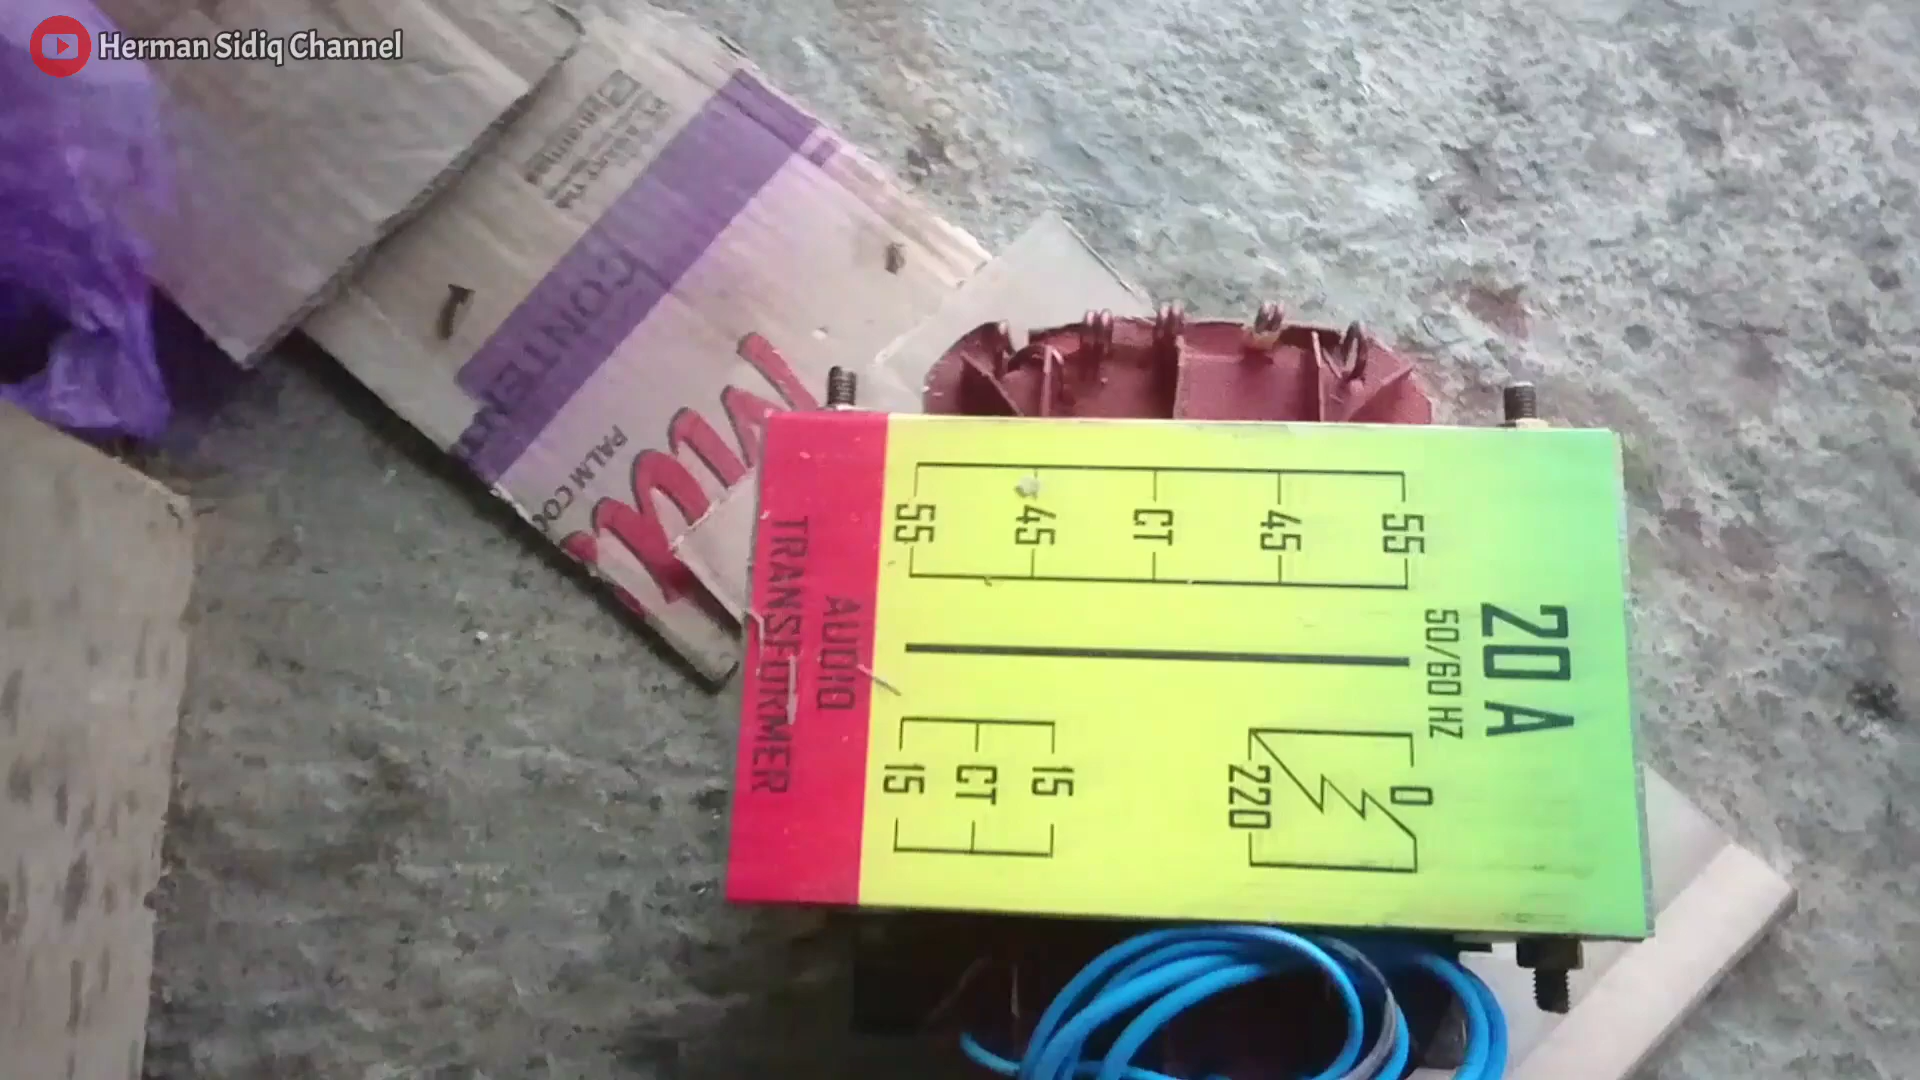 Herman Sidiq Channel
CONTENT
PALM COO
AUDIO
TRANSFORMER
20 A
50/60 HZ
55 45 CT 45 55
0 220
15 CT 15